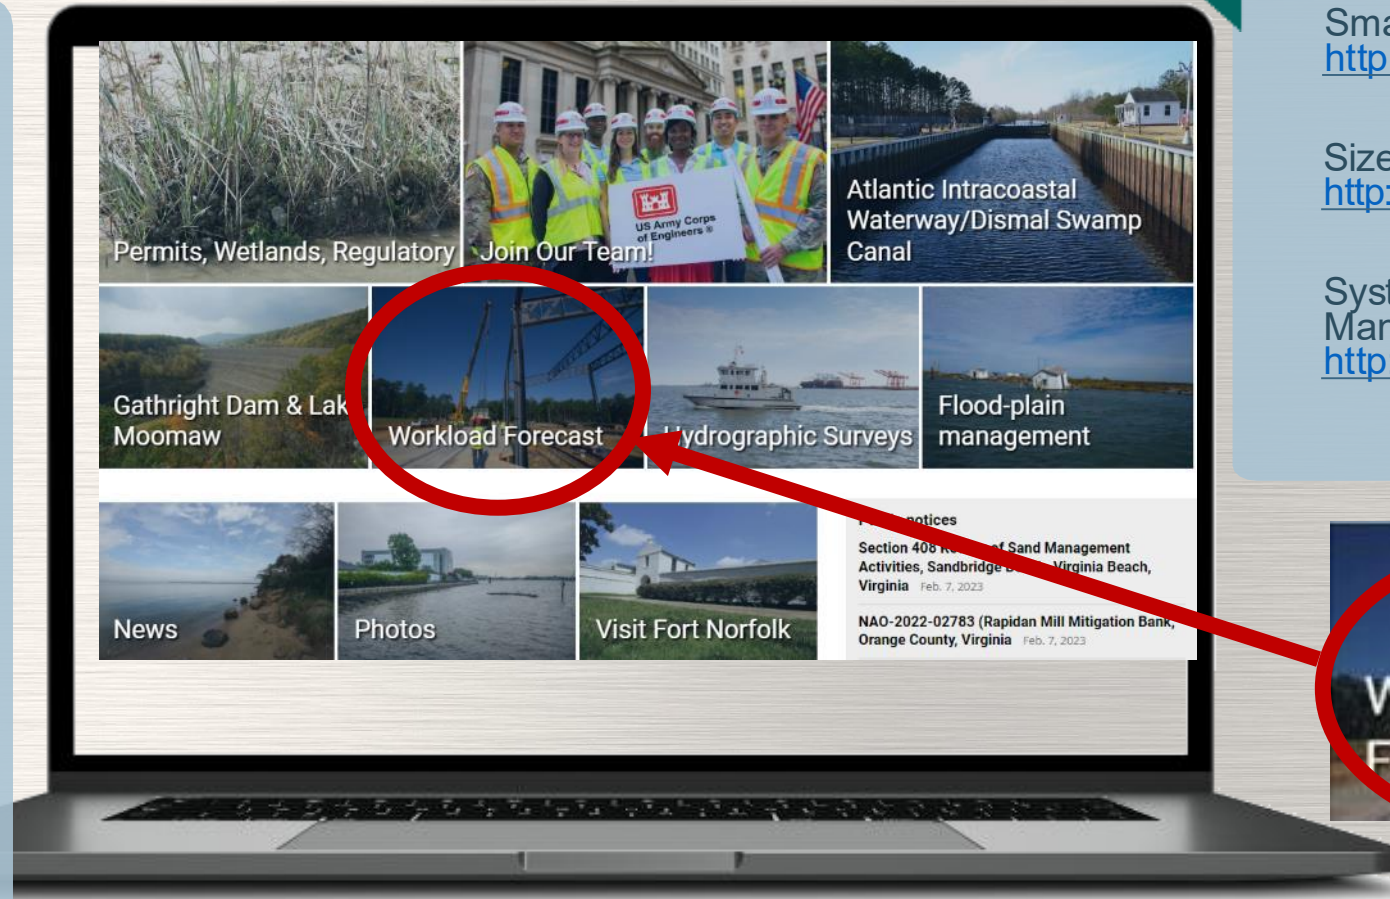 Permits, Wetlands, Regulatory
Join Our Team!
US Army Corps
of Engineers ®
Atlantic Intracoastal
Waterway/Dismal Swamp
Canal
Gathright Dam & Lak
Moomaw
Workload Forecast
Hydrographic Surveys
Flood-plain
management
News
Photos
Visit Fort Norfolk
notices
Section 408 of Sand Management
Activities, Sandbridge Virginia Beach,
Virginia Feb. 7, 2023
NAO-2022-02783 (Rapidan Mill Mitigation Bank,
Orange County, Virginia Feb. 7, 2023
Sma
http
Size
http:
Syst
Man
http
W
F